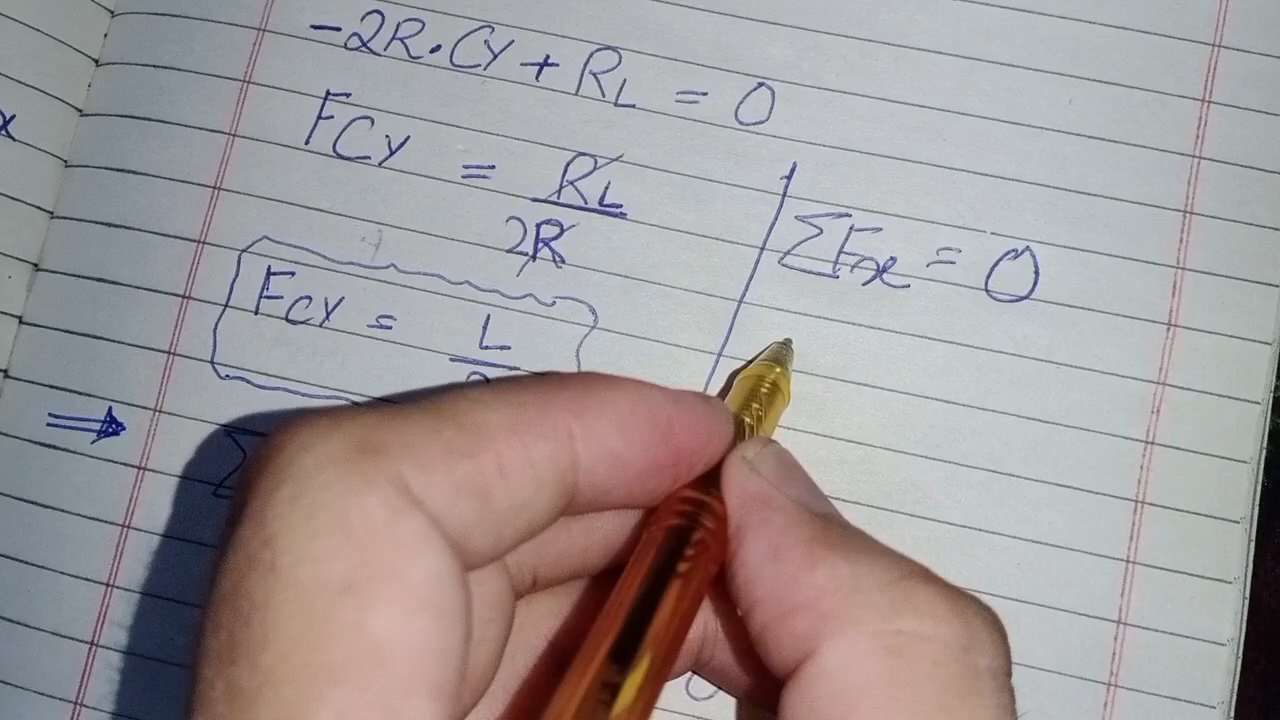 -2R·Cy + RL = 0
FCy = RL / 2R
FCy = L
ΣFx = 0
⇒ Σ